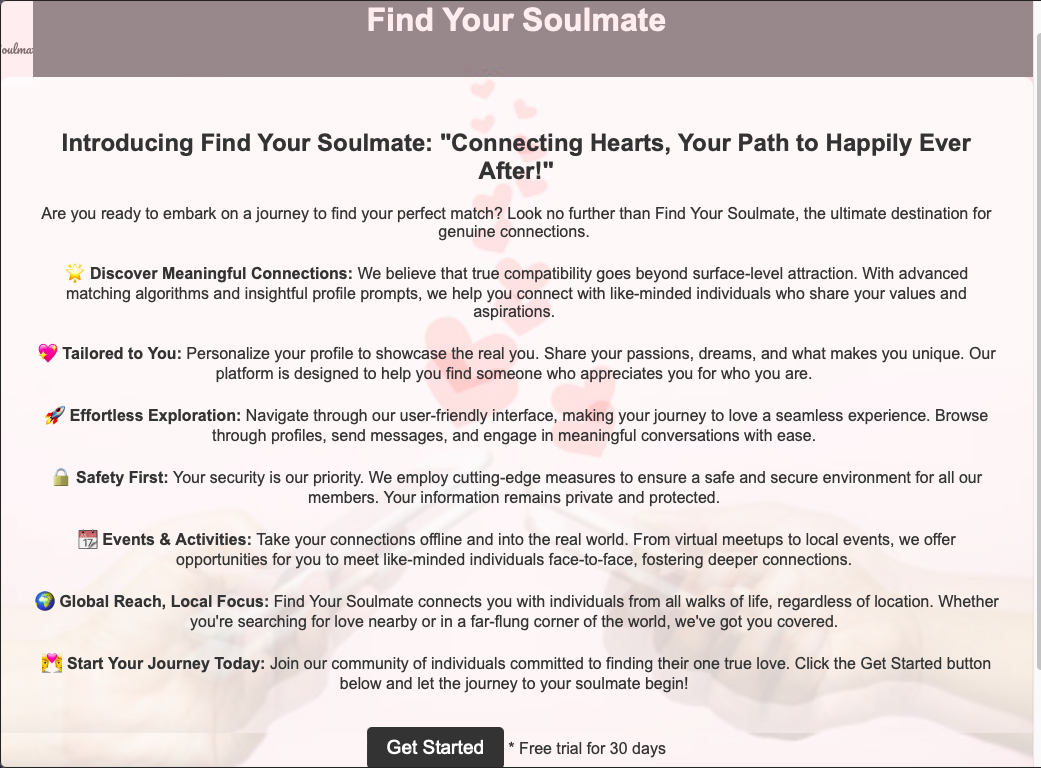 Find Your Soulmate
Introducing Find Your Soulmate: "Connecting Hearts, Your Path to Happily Ever
After!"
Are you ready to embark on a journey to find your perfect match? Look no further than Find Your Soulmate, the ultimate destination for
genuine connections.
🌟 Discover Meaningful Connections: We believe that true compatibility goes beyond surface-level attraction. With advanced
matching algorithms and insightful profile prompts, we help you connect with like-minded individuals who share your values and
aspirations.
💖 Tailored to You: Personalize your profile to showcase the real you. Share your passions, dreams, and what makes you unique. Our
platform is designed to help you find someone who appreciates you for who you are.
🚀 Effortless Exploration: Navigate through our user-friendly interface, making your journey to love a seamless experience. Browse
through profiles, send messages, and engage in meaningful conversations with ease.
🔒 Safety First: Your security is our priority. We employ cutting-edge measures to ensure a safe and secure environment for all our
members. Your information remains private and protected.
📆 Events & Activities: Take your connections offline and into the real world. From virtual meetups to local events, we offer
opportunities for you to meet like-minded individuals face-to-face, fostering deeper connections.
🌍 Global Reach, Local Focus: Find Your Soulmate connects you with individuals from all walks of life, regardless of location. Whether
you're searching for love nearby or in a far-flung corner of the world, we've got you covered.
💏 Start Your Journey Today: Join our community of individuals committed to finding their one true love. Click the Get Started button
below and let the journey to your soulmate begin!
Get Started * Free trial for 30 days